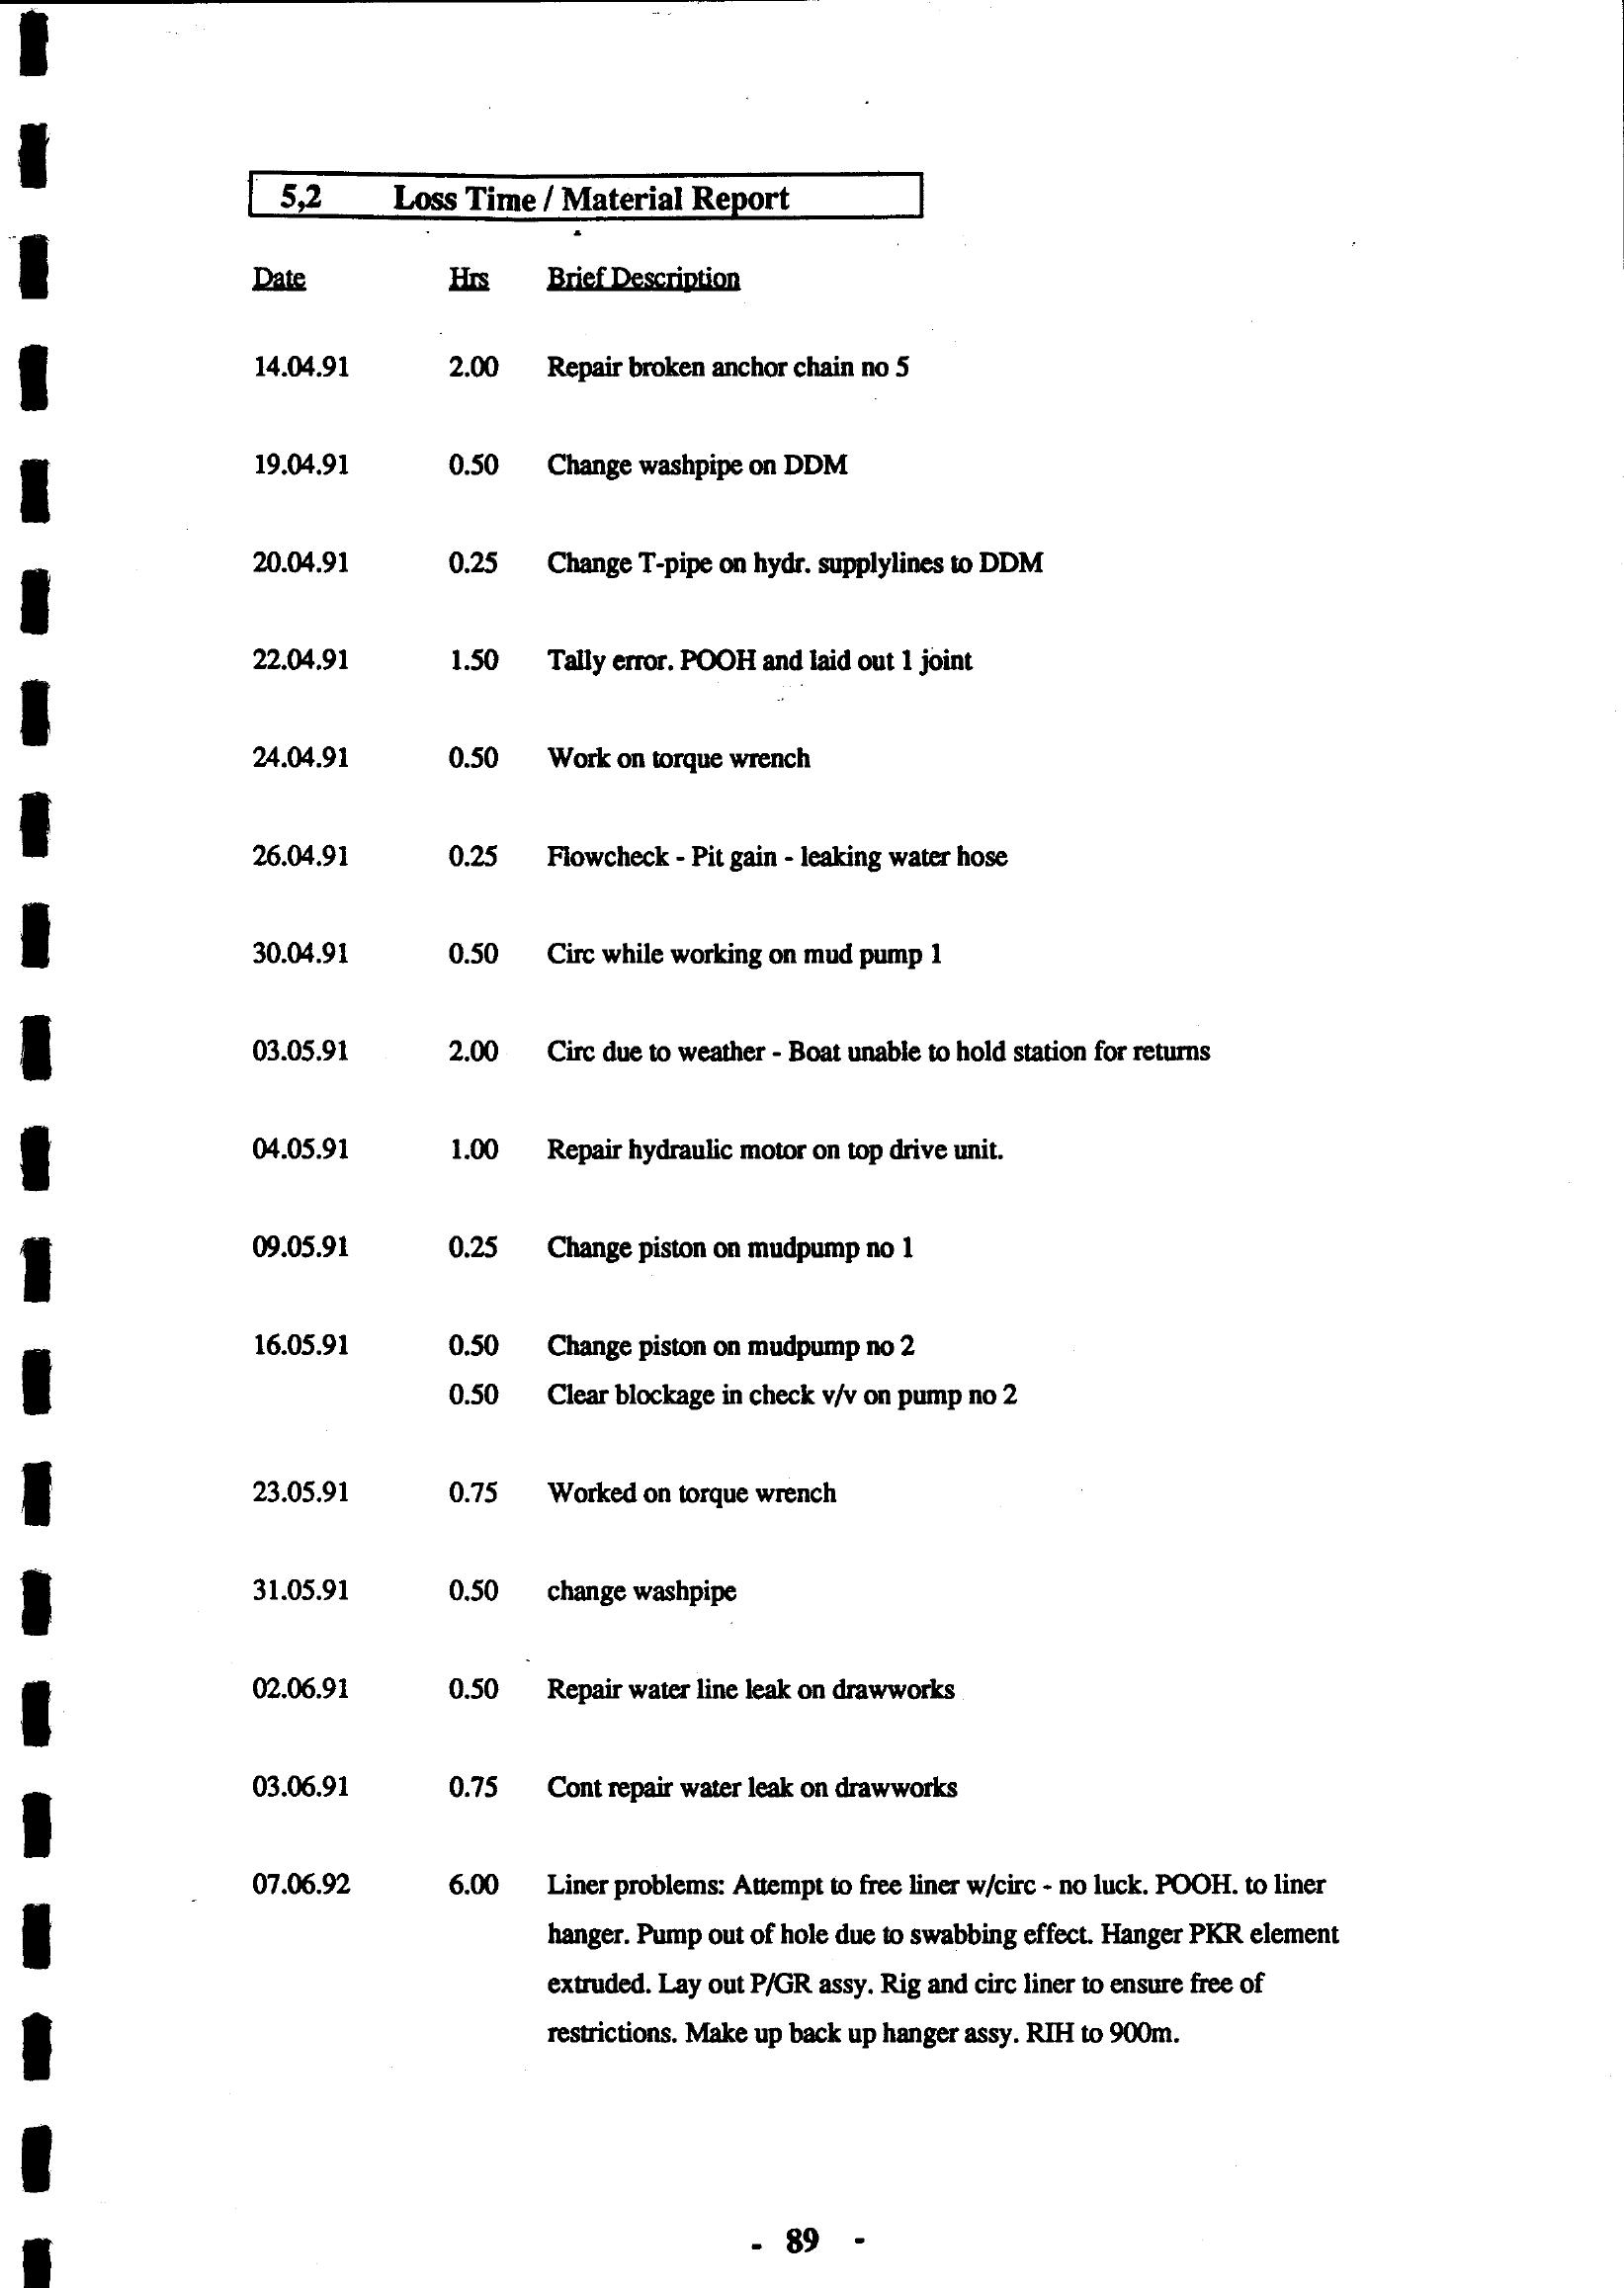 5,2 Loss Time / Material Report
Date Hrs Brief Description
14.04.91 2.00 Repair broken anchor chain no 5
19.04.91 0.50 Change washpipe on DDM
20.04.91 0.25 Change T-pipe on hydr. supplylines to DDM
22.04.91 1.50 Tally error. POOH and laid out 1 joint
24.04.91 0.50 Work on torque wrench
26.04.91 0.25 Flowcheck - Pit gain - leaking water hose
30.04.91 0.50 Circ while working on mud pump 1
03.05.91 2.00 Circ due to weather - Boat unable to hold station for returns
04.05.91 1.00 Repair hydraulic motor on top drive unit.
09.05.91 0.25 Change piston on mudpump no 1
16.05.91 0.50 Change piston on mudpump no 2
0.50 Clear blockage in check v/v on pump no 2
23.05.91 0.75 Worked on torque wrench
31.05.91 0.50 change washpipe
02.06.91 0.50 Repair water line leak on drawworks
03.06.91 0.75 Cont repair water leak on drawworks
07.06.92 6.00 Liner problems: Attempt to free liner w/circ - no luck. POOH. to liner
hanger. Pump out of hole due to swabbing effect. Hanger PKR element
extruded. Lay out P/GR assy. Rig and circ liner to ensure free of
restrictions. Make up back up hanger assy. RIH to 900m.
- 89 -